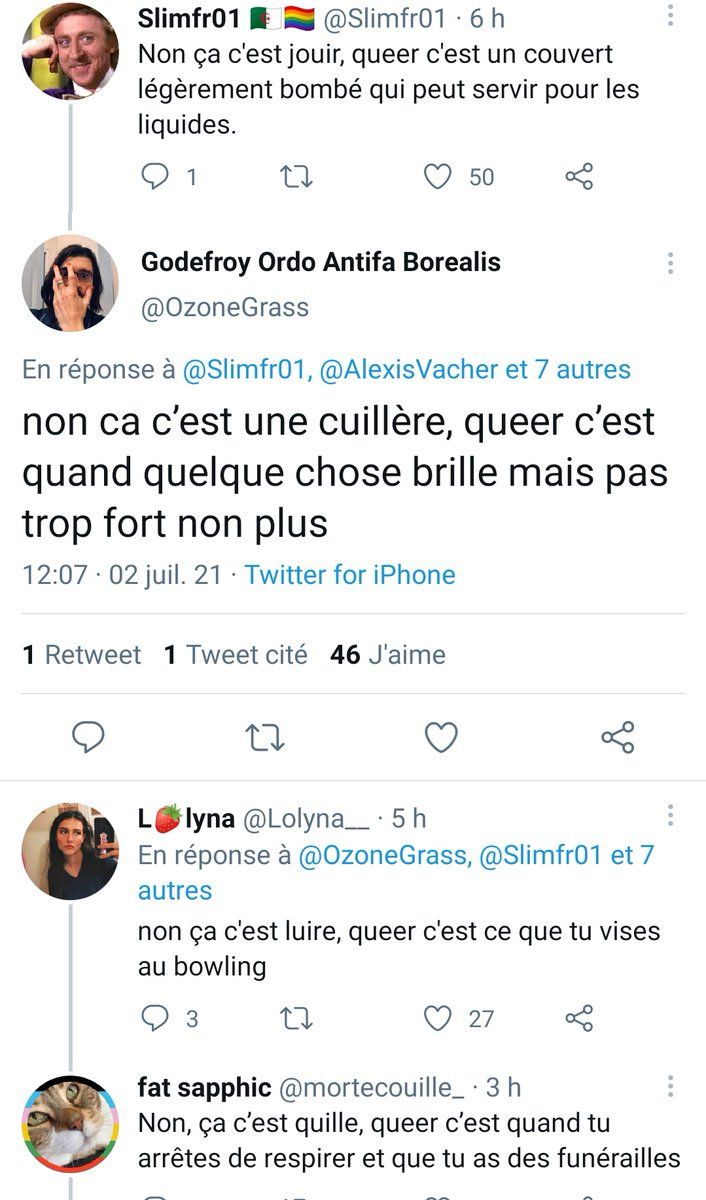 Slimfr01 🇩🇿🏳️‍🌈 @Slimfr01 · 6 h
Non ça c'est jouir, queer c'est un couvert
légèrement bombé qui peut servir pour les
liquides.
1 50
Godefroy Ordo Antifa Borealis
@OzoneGrass
En réponse à @Slimfr01, @AlexisVacher et 7 autres
non ca c’est une cuillère, queer c’est
quand quelque chose brille mais pas
trop fort non plus
12:07 · 02 juil. 21 · Twitter for iPhone
1 Retweet 1 Tweet cité 46 J'aime
L🍓lyna @Lolyna__ · 5 h
En réponse à @OzoneGrass, @Slimfr01 et 7
autres
non ça c'est luire, queer c'est ce que tu vises
au bowling
3 27
fat sapphic @mortecouille_ · 3 h
Non, ça c’est quille, queer c’est quand tu
arrêtes de respirer et que tu as des funérailles